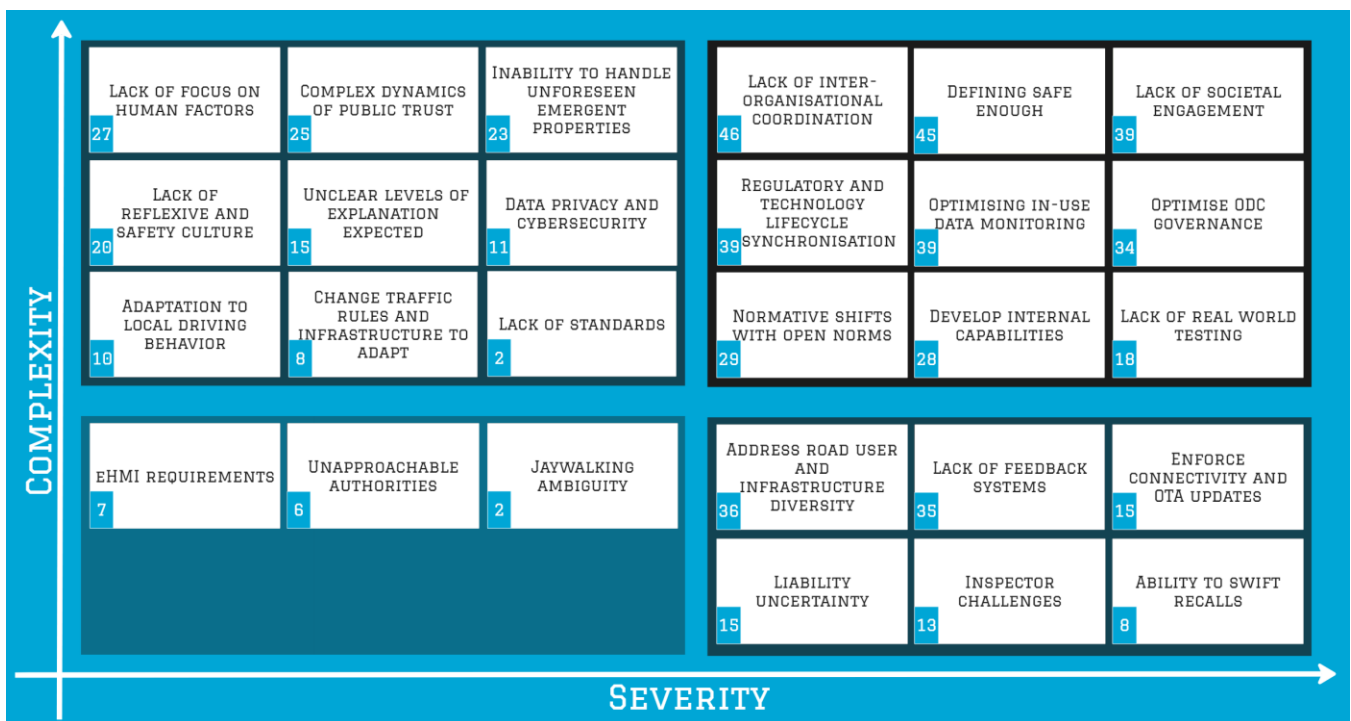 Lack of focus on
human factors
27
Complex dynamics
of public trust
25
Inability to handle
unforeseen
emergent
properties
23
Lack of
reflexive and
safety culture
20
Unclear levels of
explanation
expected
15
Data privacy and
cybersecurity
11
Adaptation to
local driving
behavior
10
Change traffic
rules and
infrastructure to
adapt
8
Lack of standards
2
Lack of inter-
organisational
coordination
46
Defining safe
enough
45
Lack of societal
engagement
39
Regulatory and
technology
lifecycle
synchronisation
39
Optimising in-use
data monitoring
39
Optimise ODC
governance
34
Normative shifts
with open norms
29
Develop internal
capabilities
28
Lack of real world
testing
18
eHMI requirements
7
Unapproachable
authorities
6
Jaywalking
ambiguity
2
Address road user
and
infrastructure
diversity
36
Lack of feedback
systems
35
Enforce
connectivity and
OTA updates
15
Liability
uncertainty
15
Inspector
challenges
13
Ability to swift
recalls
8
Complexity
Severity